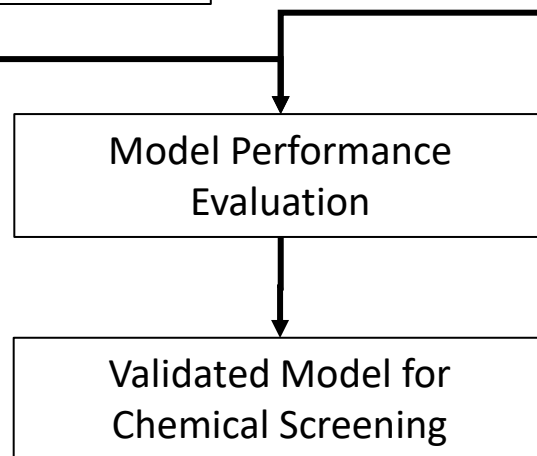 Model Performance
Evaluation
Validated Model for
Chemical Screening